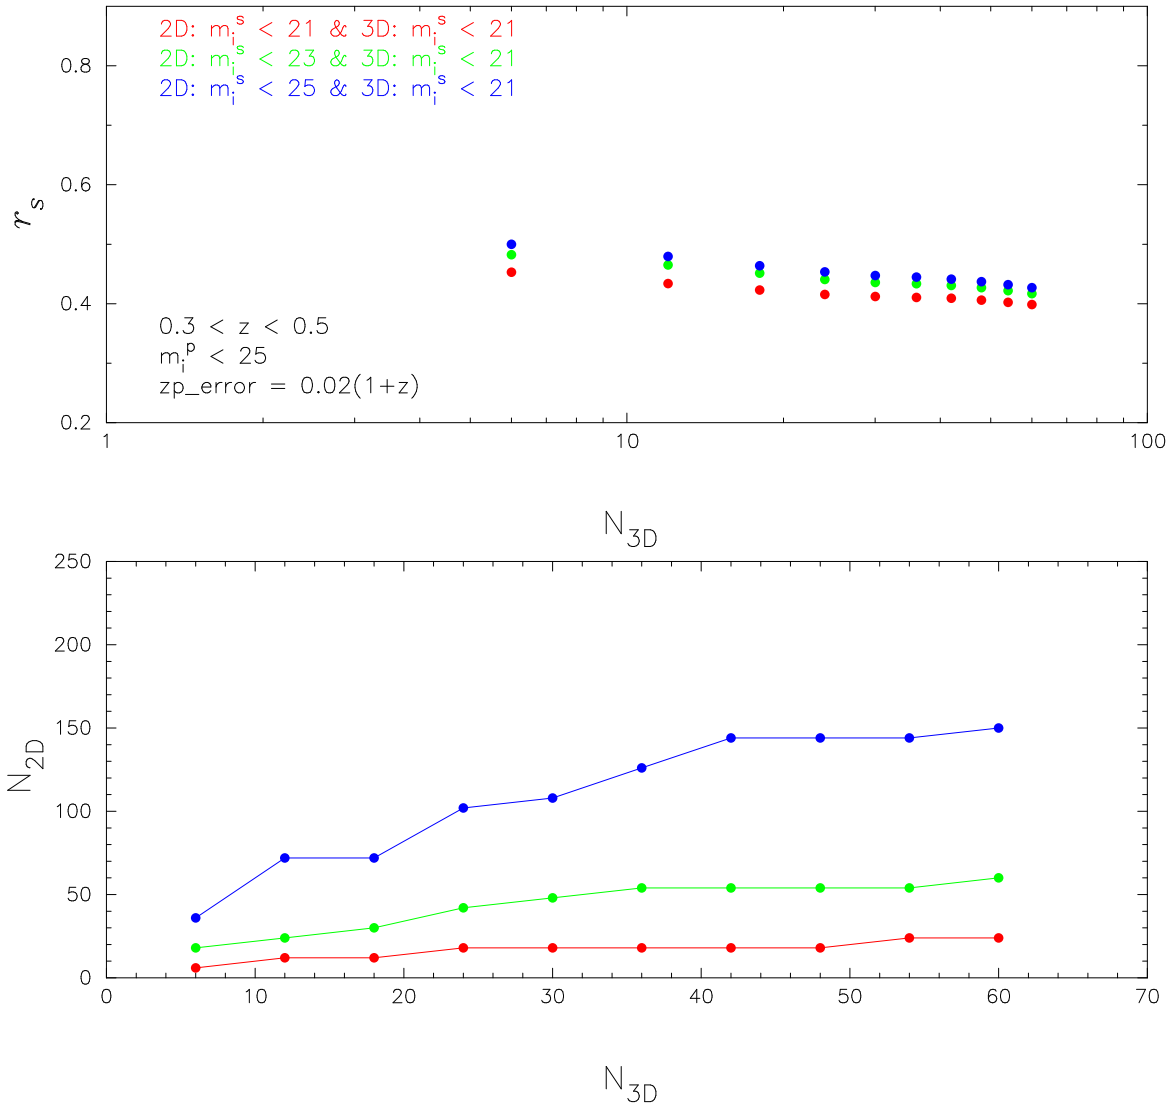 2D: m_i^s < 21 & 3D: m_i^s < 21
2D: m_i^s < 23 & 3D: m_i^s < 21
2D: m_i^s < 25 & 3D: m_i^s < 21
0.8
0.6
0.4
0.2
r_s
0.3 < z < 0.5
m_i^p < 25
zp_error = 0.02(1+z)
1 10 100
N_3D
250
200
150
100
50
0
N_2D
0 10 20 30 40 50 60 70
N_3D